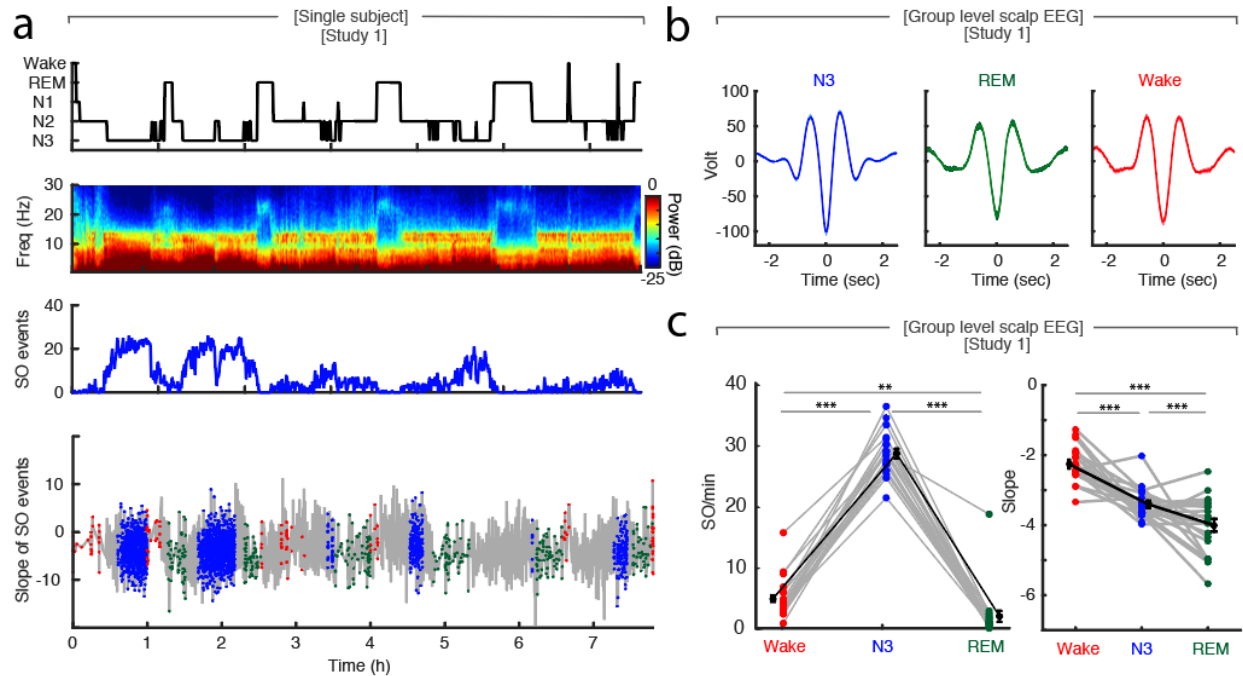 a
[Single subject]
[Study 1]
Wake
REM
N1
N2
N3
30
20
10
Freq (Hz)
0
Power (dB)
-25
40
20
0
SO events
10
0
-10
Slope of SO events
0 1 2 3 4 5 6 7
Time (h)
b
[Group level scalp EEG]
[Study 1]
N3 REM Wake
100
50
0
-50
-100
Volt
-2 0 2 -2 0 2 -2 0 2
Time (sec) Time (sec) Time (sec)
c
[Group level scalp EEG]
[Study 1]
40
30
20
10
0
SO/min
**
*** ***
Wake N3 REM
0
-2
-4
-6
Slope
***
*** ***
Wake N3 REM